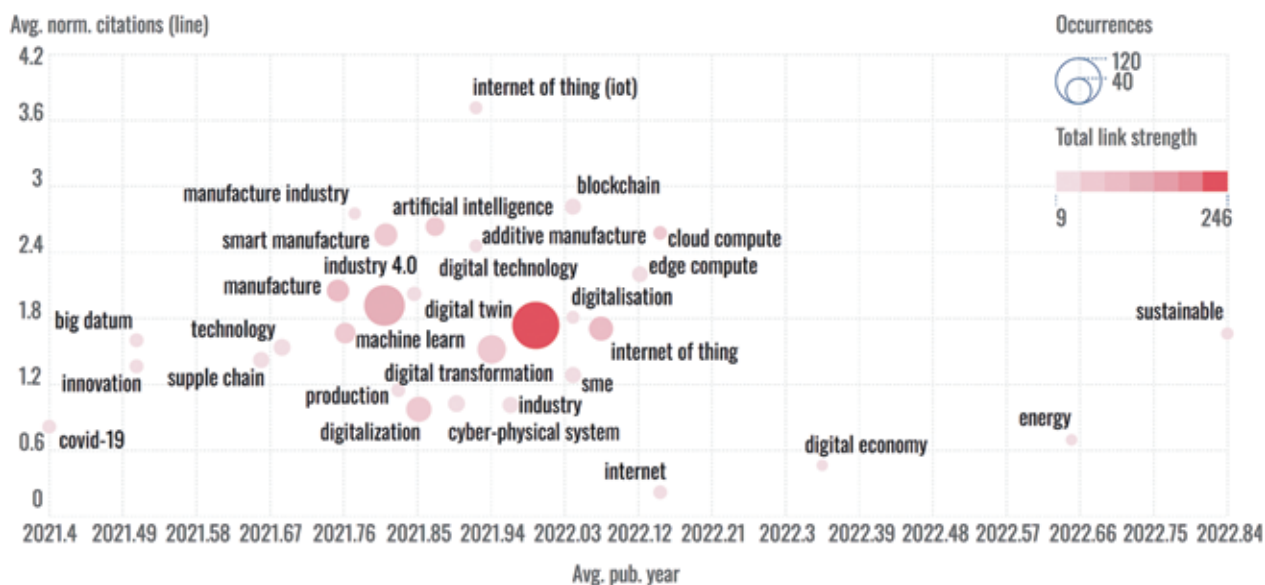 Avg. norm. citations (line)
Occurrences
4.2
120
40
internet of thing (iot)
3.6
Total link strength
9
246
3
blockchain
manufacture industry
artificial intelligence
smart manufacture
additive manufacture
cloud compute
2.4
industry 4.0
digital technology
edge compute
manufacture
digital twin
digitalisation
1.8
big datum
technology
machine learn
internet of thing
sustainable
innovation
supple chain
digital transformation
sme
1.2
production
industry
covid-19
digitalization
cyber-physical system
energy
0.6
digital economy
internet
0
2021.4 2021.49 2021.58 2021.67 2021.76 2021.85 2021.94 2022.03 2022.12 2022.21 2022.3 2022.39 2022.48 2022.57 2022.66 2022.75 2022.84
Avg. pub. year